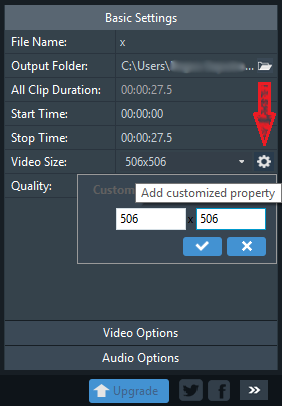 Basic Settings
File Name: x
Output Folder: C:\Users\
All Clip Duration: 00:00:27.5
Start Time: 00:00:00
Stop Time: 00:00:27.5
Video Size: 506x506
Quality:
Custom
Add customized property
506 x 506
Video Options
Audio Options
Upgrade